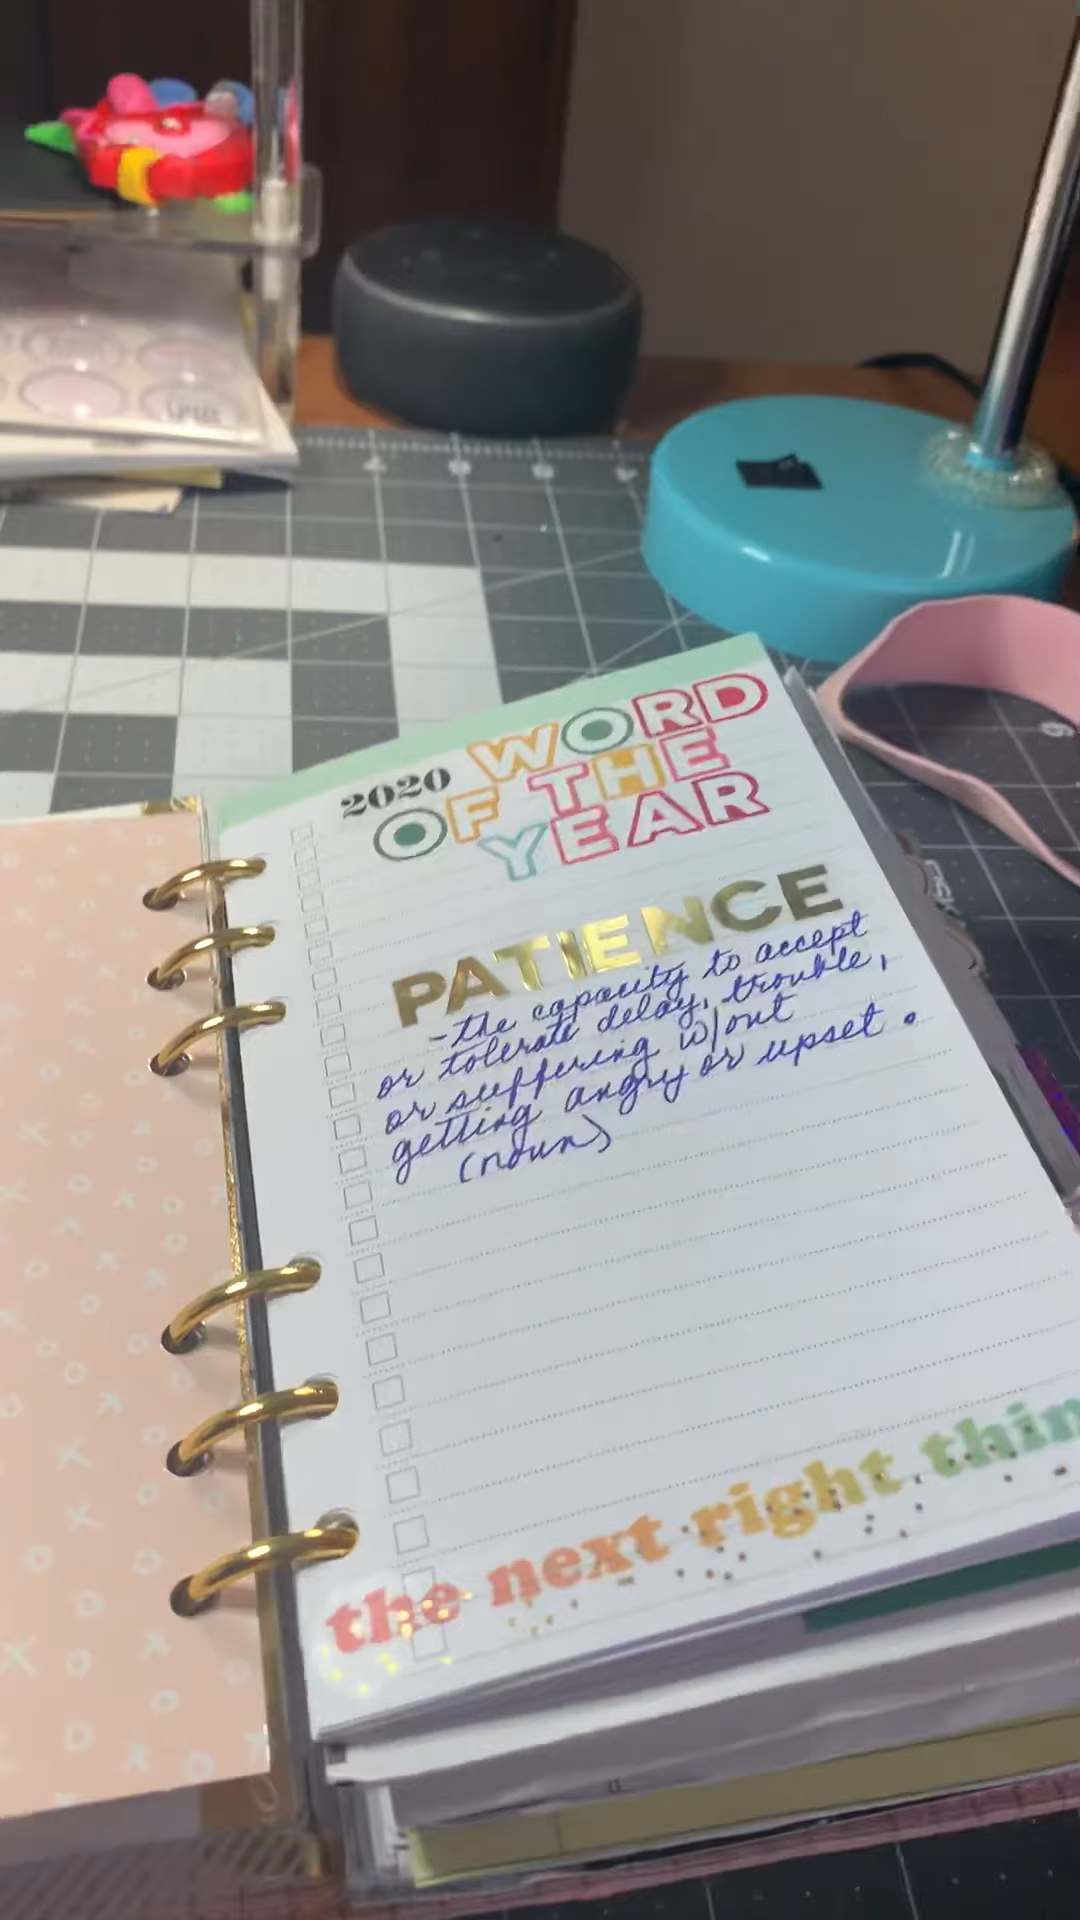 2020 WORD
OF THE
YEAR
PATIENCE
-the capacity to accept
or tolerate delay, trouble,
or suffering w/out
getting angry or upset.
(noun)
the next right thin